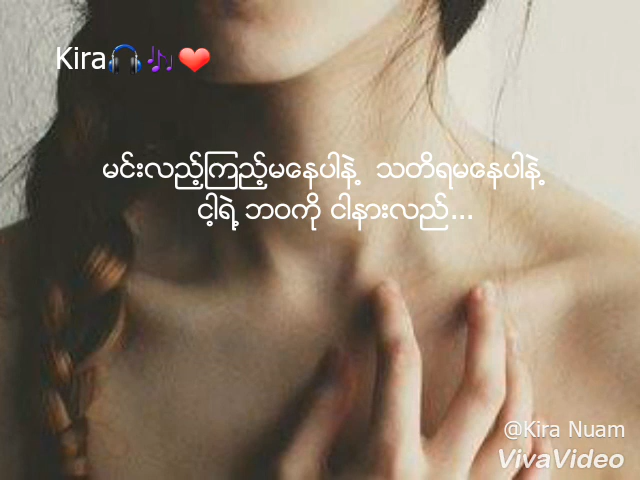 Kira🎧🎶❤
မင်းလည့်ကြည့်မနေပါနဲ့ သတိရမနေပါနဲ့
ငါ့ရဲ့ ဘဝကို ငါနားလည်...
@Kira Nuam
VivaVideo